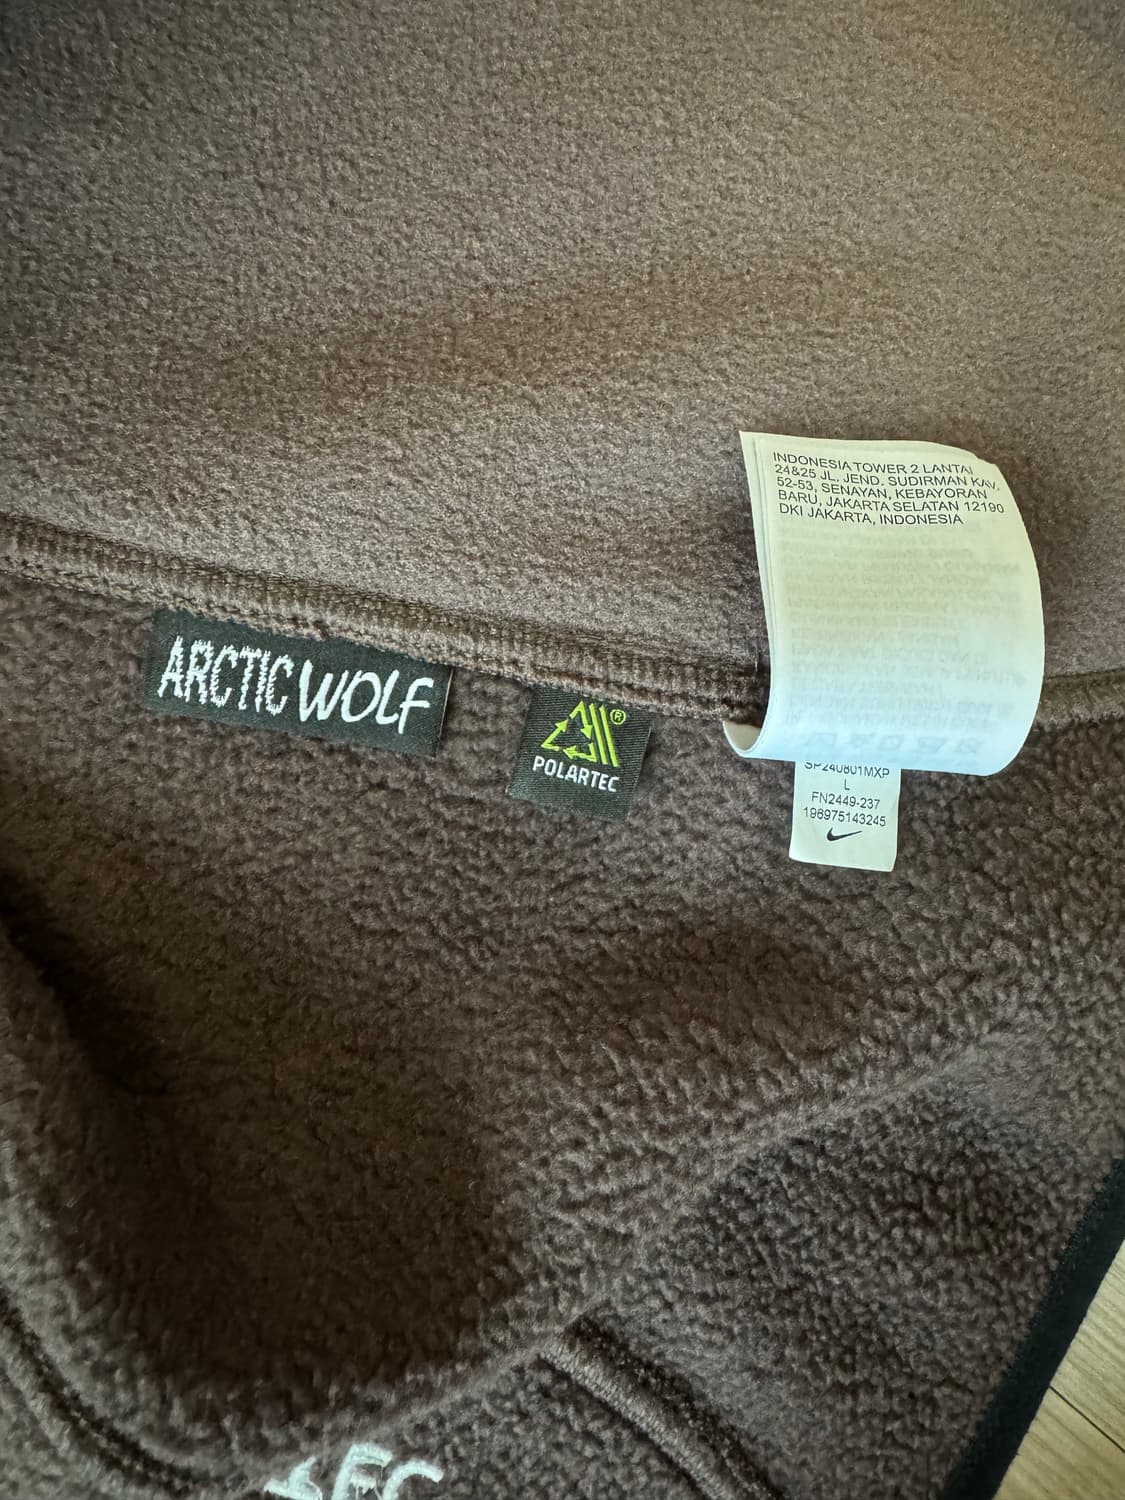 INDONESIA TOWER 2 LANTAI
24&25 JL. JEND. SUDIRMAN KAV.
52-53, SENAYAN, KEBAYORAN
BARU, JAKARTA SELATAN 12190
DKI JAKARTA, INDONESIA
ARCTIC WOLF
®
POLARTEC
SP240801MXP
L
FN2449-237
196975143245